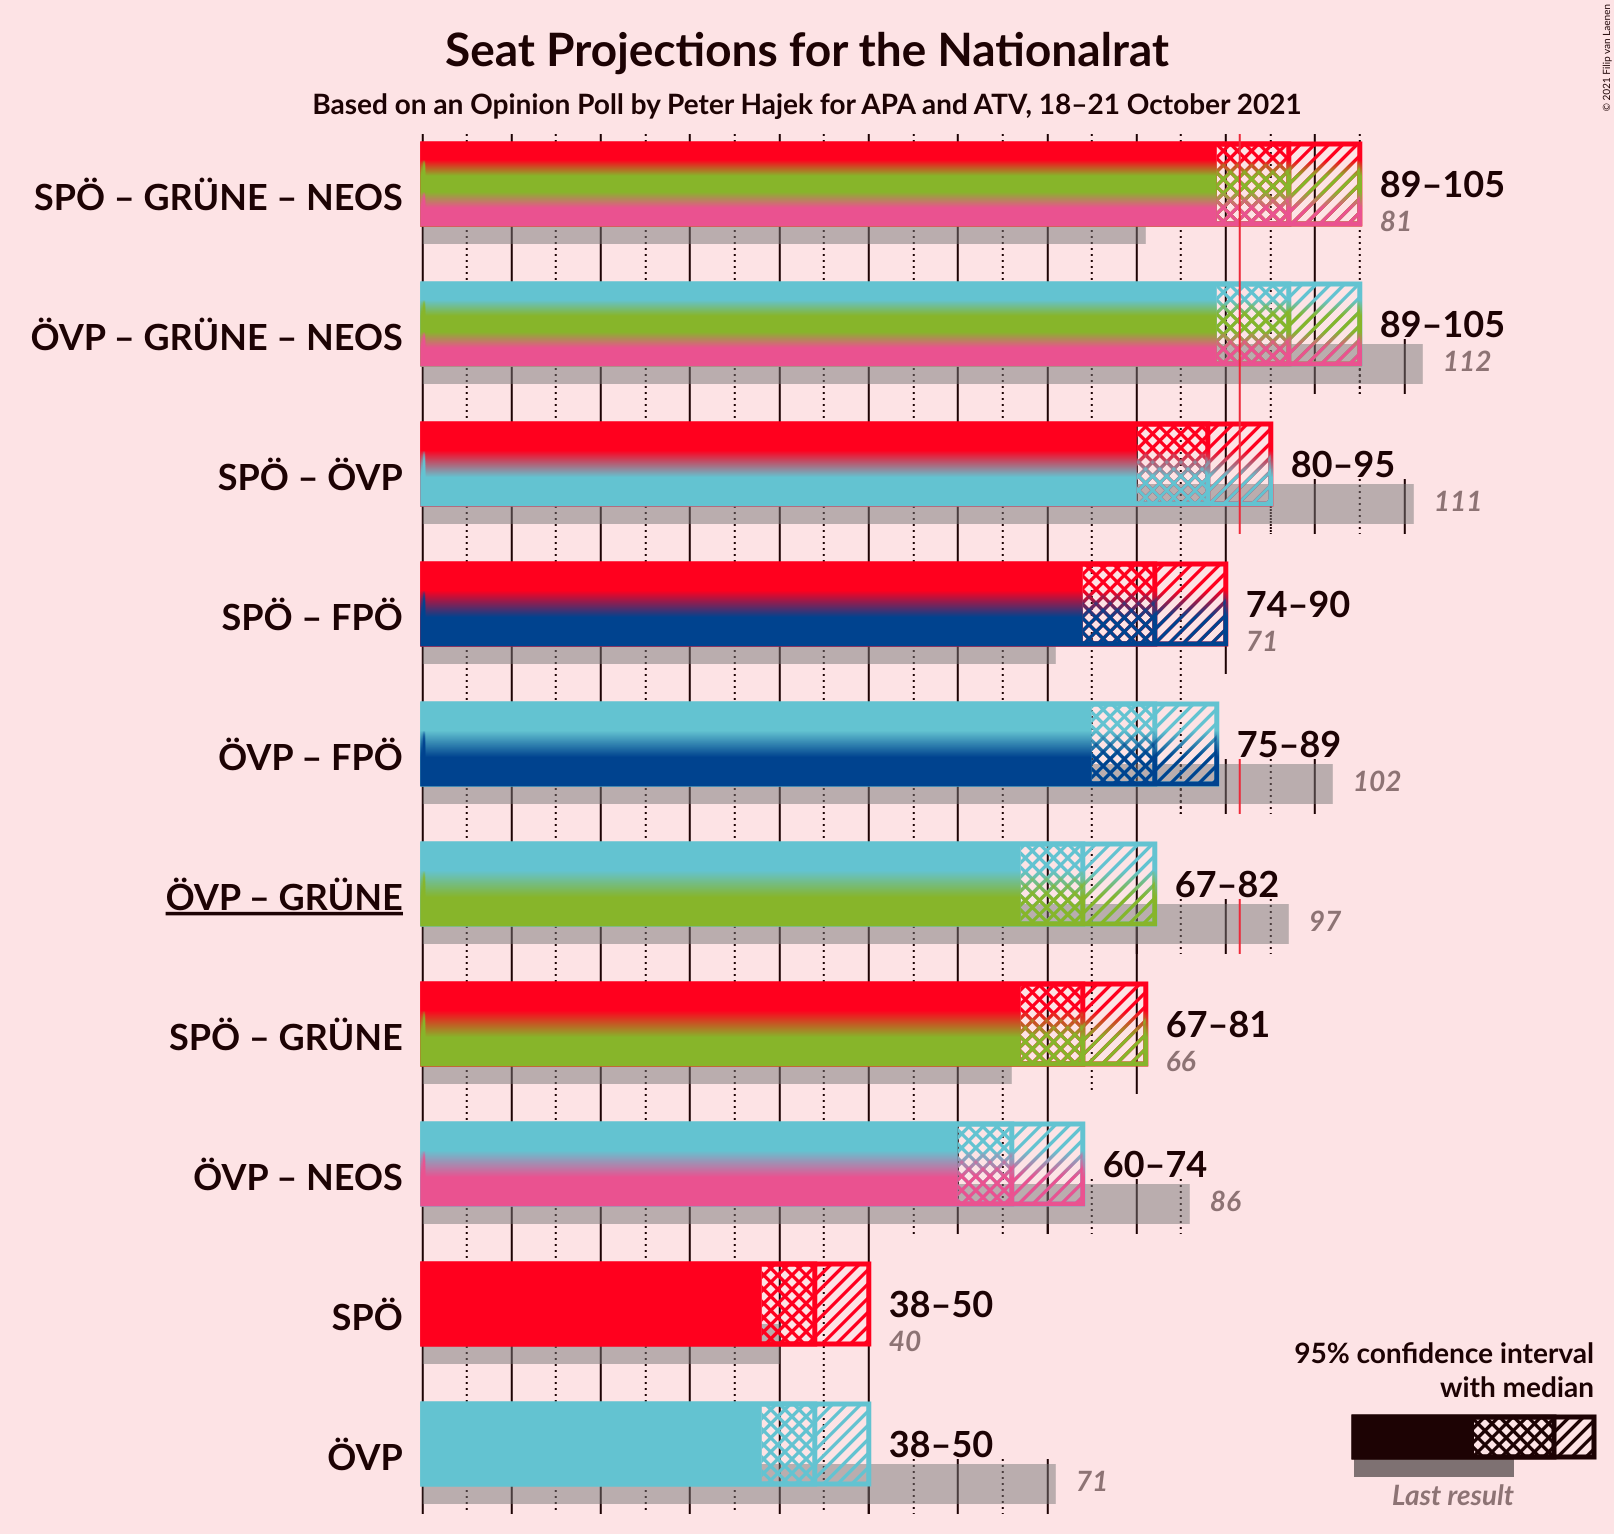 Seat Projections for the Nationalrat
Based on an Opinion Poll by Peter Hajek for APA and ATV, 18–21 October 2021
© 2021 Filip van Laenen
SPÖ – GRÜNE – NEOS
89–105
81
ÖVP – GRÜNE – NEOS
89–105
112
SPÖ – ÖVP
80–95
111
SPÖ – FPÖ
74–90
71
ÖVP – FPÖ
75–89
102
ÖVP – GRÜNE
67–82
97
SPÖ – GRÜNE
67–81
66
ÖVP – NEOS
60–74
86
SPÖ
38–50
40
ÖVP
38–50
71
95% confidence interval
with median
Last result